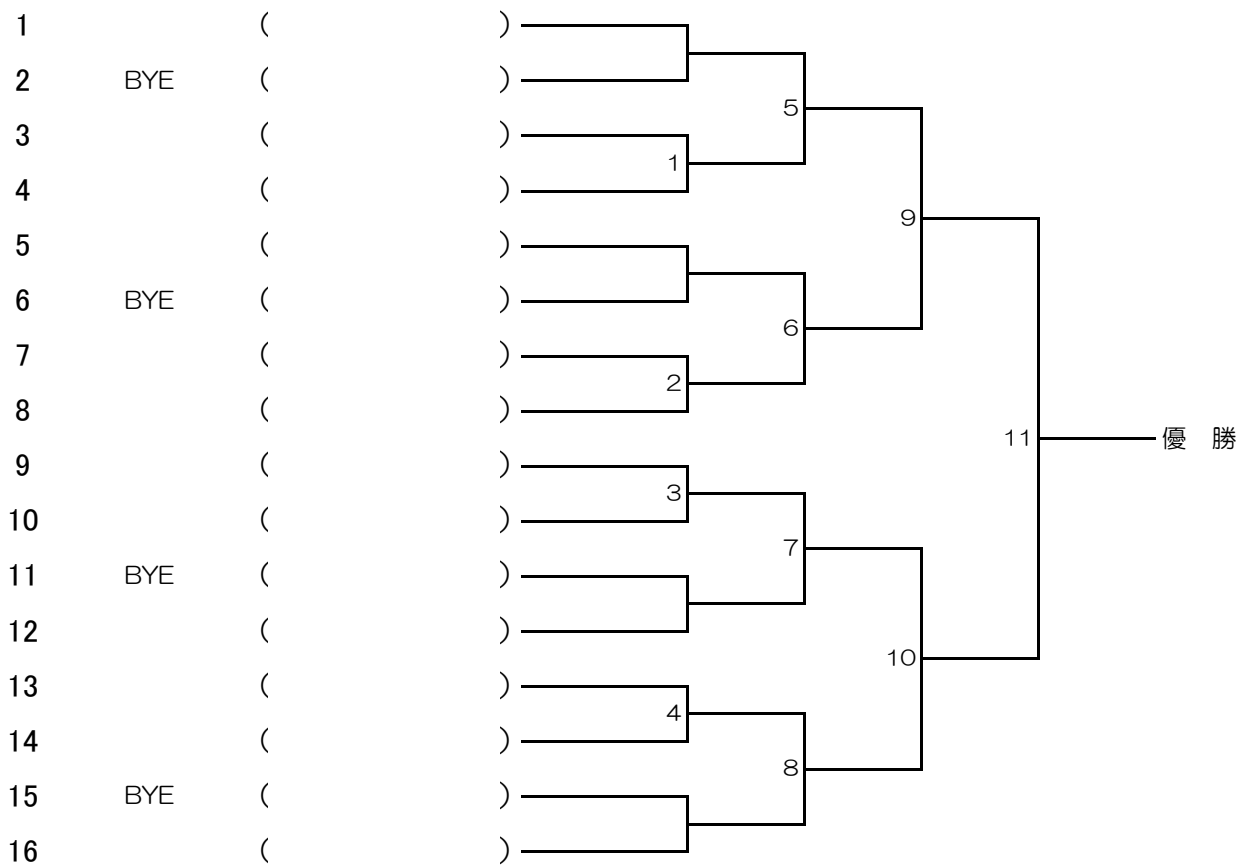 1 ( )
2 BYE ( )
5
3 ( )
1
4 ( )
9
5 ( )
6 BYE ( )
6
7 ( )
2
8 ( )
11 優 勝
9 ( )
3
10 ( )
7
11 BYE ( )
12 ( )
10
13 ( )
4
14 ( )
8
15 BYE ( )
16 ( )